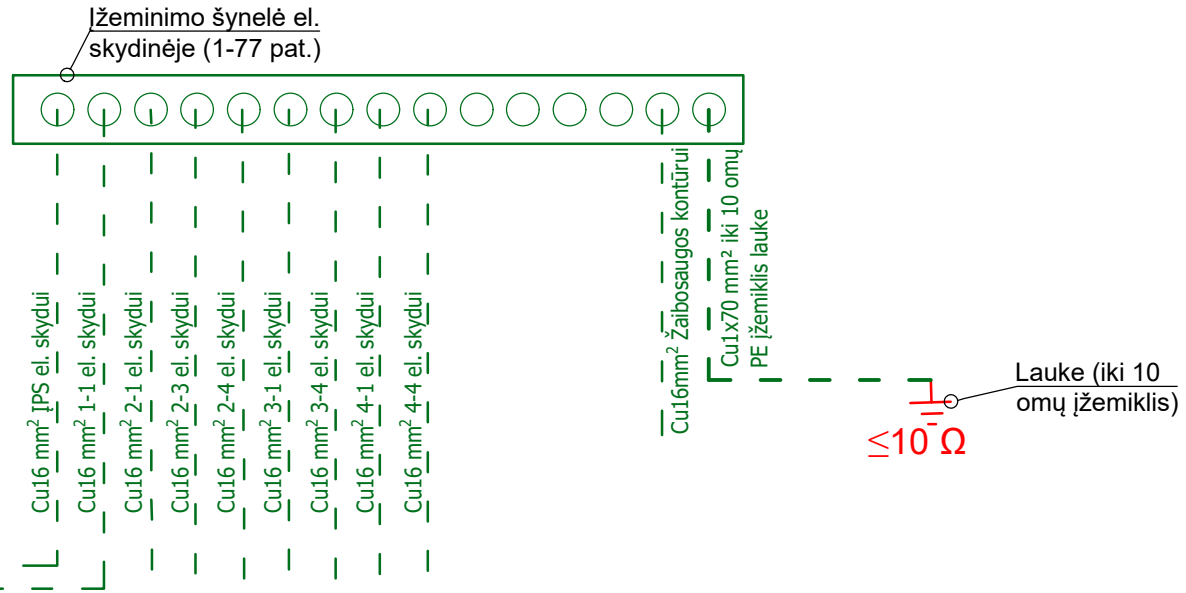 Įžeminimo šynelė el.
skydinėje (1-77 pat.)
Cu16 mm² ĮPS el. skydui
Cu16 mm² 1-1 el. skydui
Cu16 mm² 2-1 el. skydui
Cu16 mm² 2-3 el. skydui
Cu16 mm² 2-4 el. skydui
Cu16 mm² 3-1 el. skydui
Cu16 mm² 3-4 el. skydui
Cu16 mm² 4-1 el. skydui
Cu16 mm² 4-4 el. skydui
Cu16mm² Žaibosaugos kontūrui
Cu1x70 mm² iki 10 omų
PE įžemiklis lauke
Lauke (iki 10
omų įžemiklis)
≤10 Ω